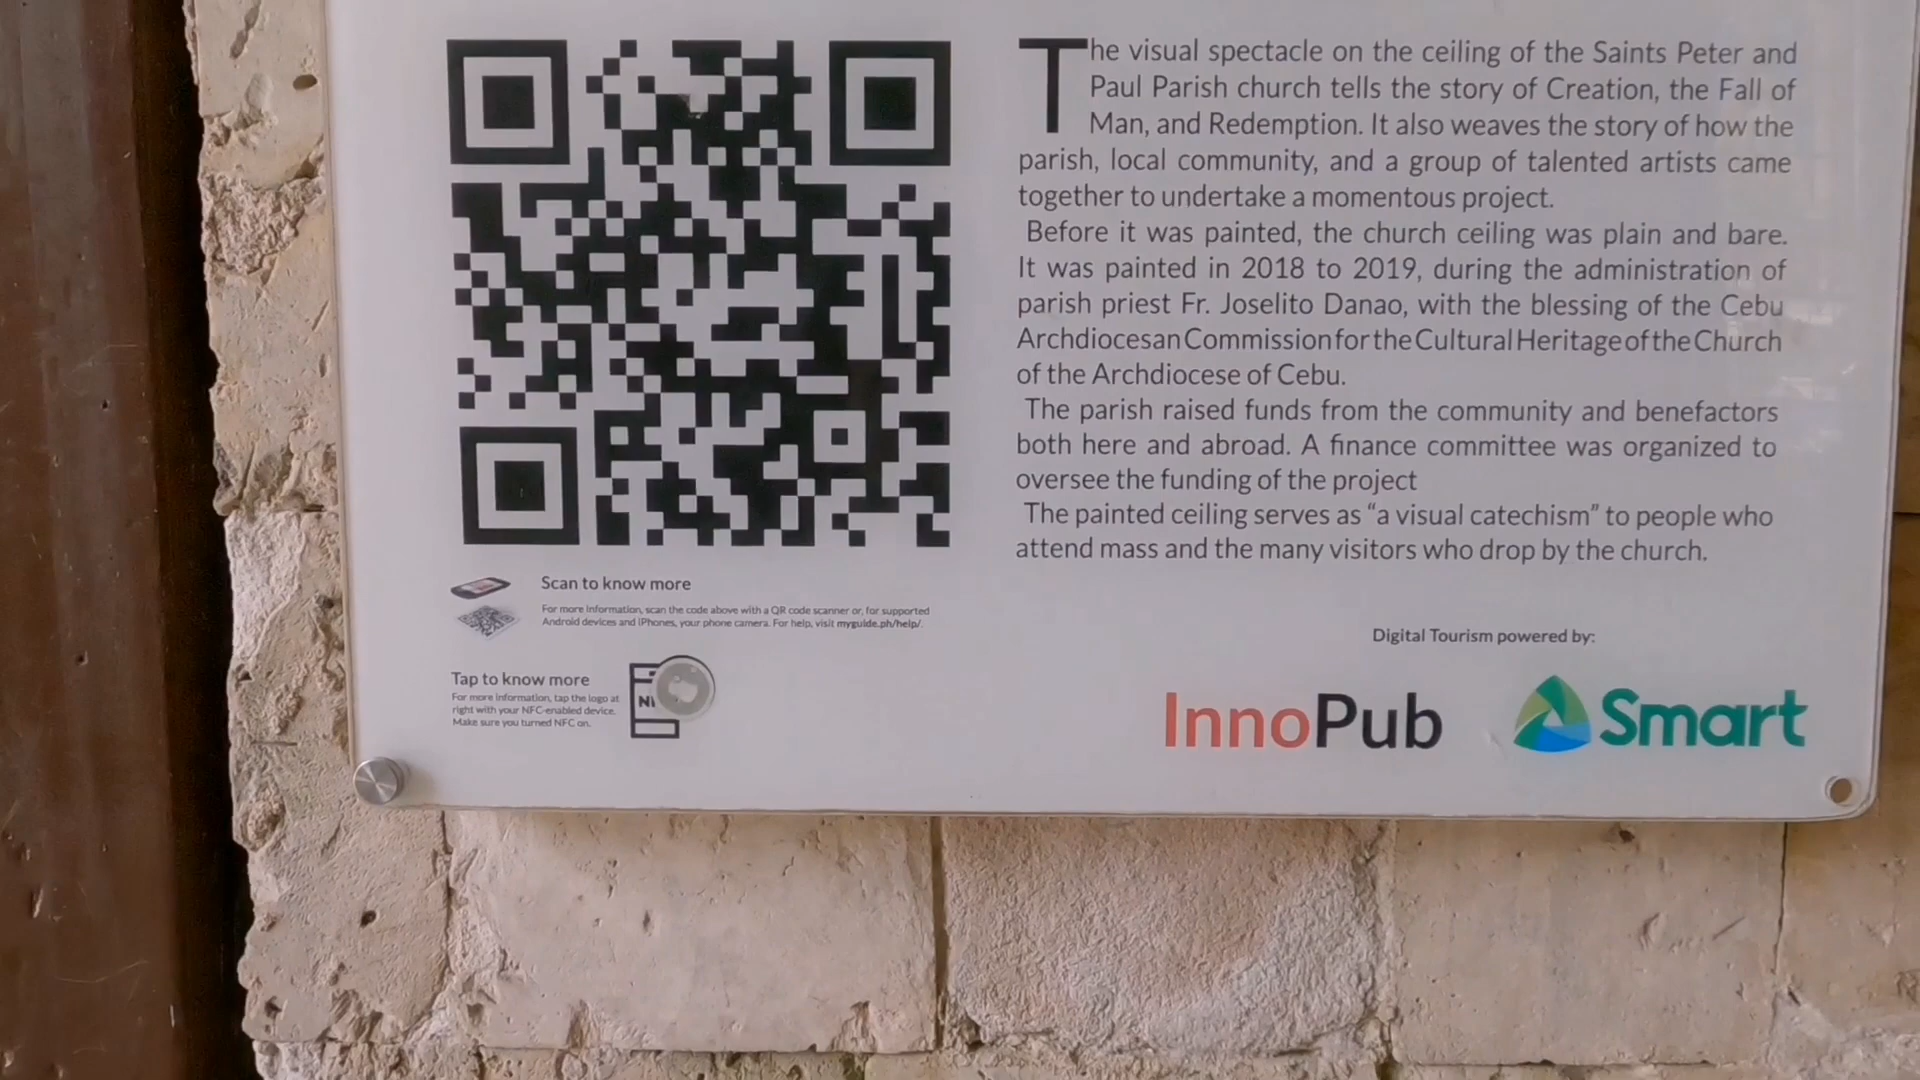 The visual spectacle on the ceiling of the Saints Peter and
Paul Parish church tells the story of Creation, the Fall of
Man, and Redemption. It also weaves the story of how the
parish, local community, and a group of talented artists came
together to undertake a momentous project.
Before it was painted, the church ceiling was plain and bare.
It was painted in 2018 to 2019, during the administration of
parish priest Fr. Joselito Danao, with the blessing of the Cebu
Archdiocesan Commission for the Cultural Heritage of the Church
of the Archdiocese of Cebu.
The parish raised funds from the community and benefactors
both here and abroad. A finance committee was organized to
oversee the funding of the project
The painted ceiling serves as “a visual catechism” to people who
attend mass and the many visitors who drop by the church.
Scan to know more
For more information, scan the code above with a QR code scanner or, for supported
Android devices and iPhones, your phone camera. For help, visit myguide.ph/help/.
Tap to know more
For more information, tap the logo at
right with your NFC-enabled device.
Make sure you turned NFC on.
Digital Tourism powered by:
InnoPub
Smart